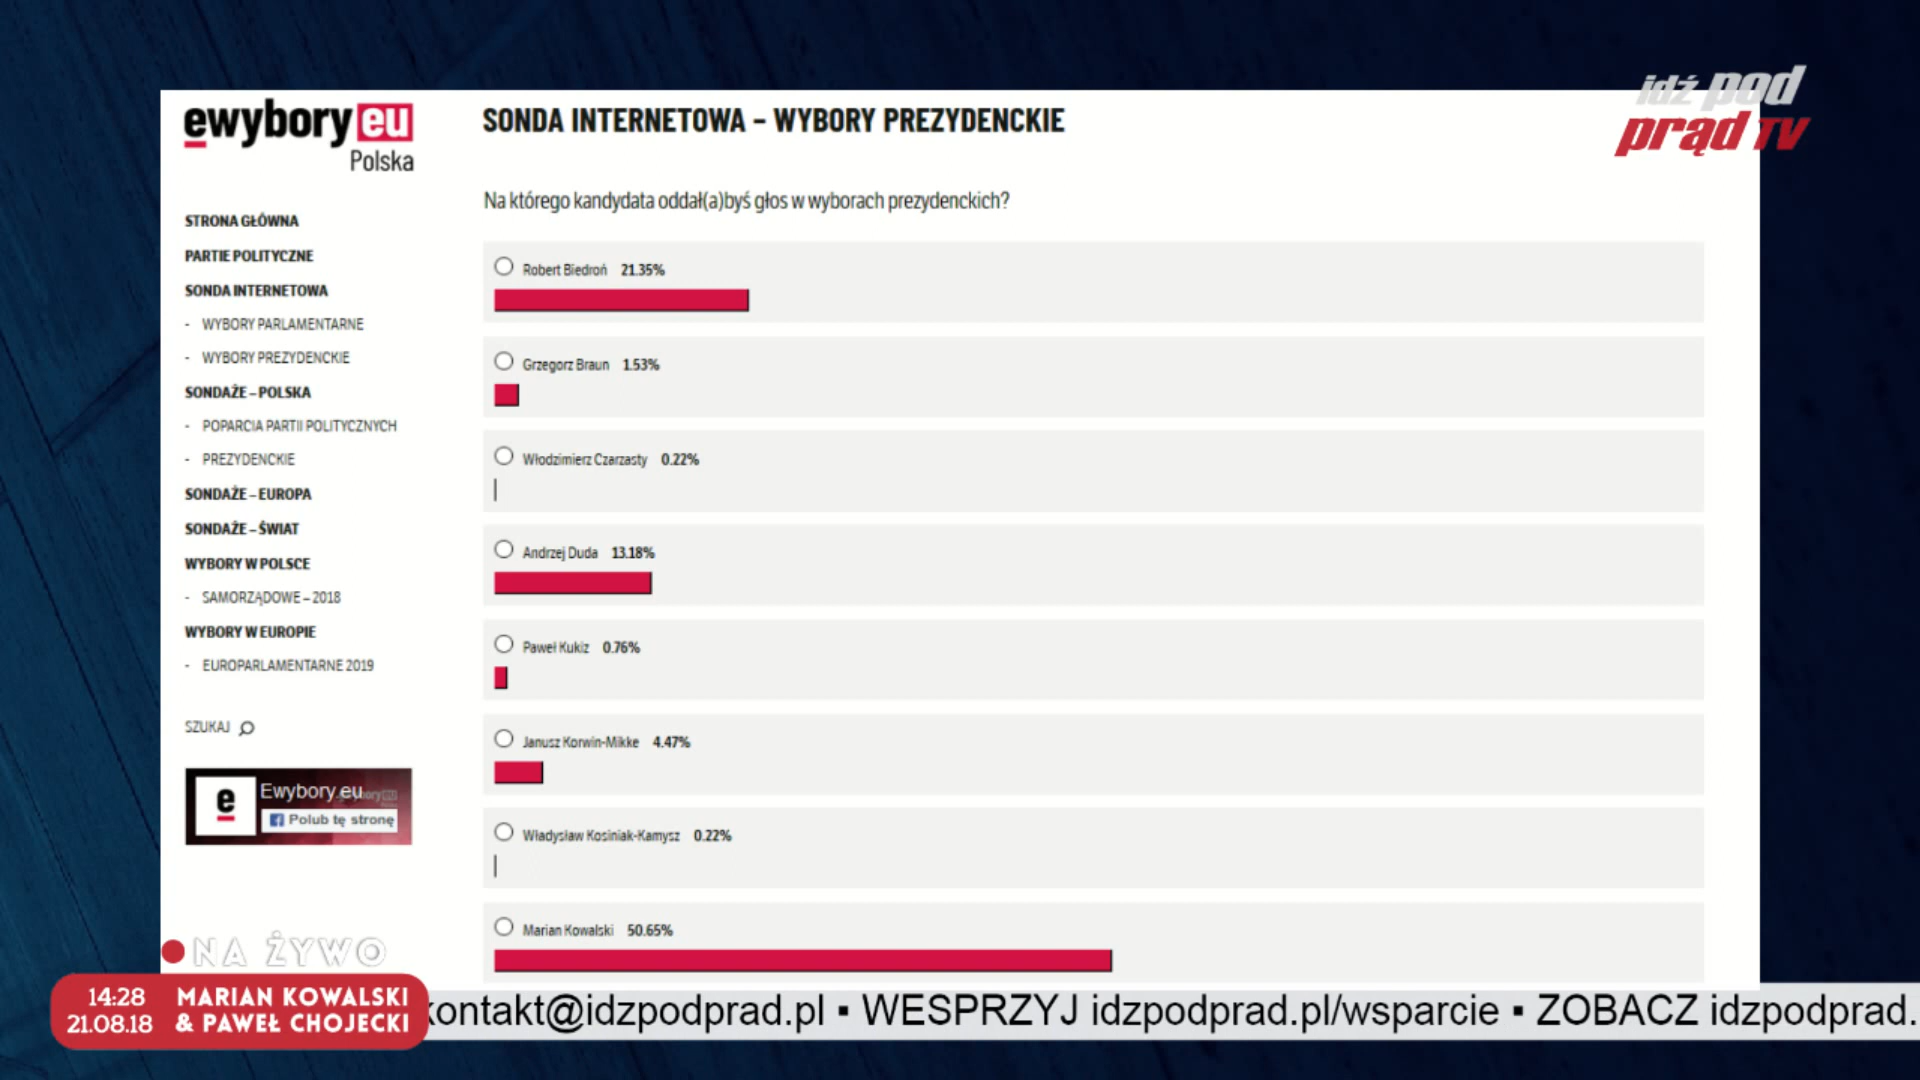 idź pod
prąd TV
ewybory eu
Polska
SONDA INTERNETOWA – WYBORY PREZYDENCKIE
Na którego kandydata oddał(a)byś głos w wyborach prezydenckich?
STRONA GŁÓWNA
PARTIE POLITYCZNE
SONDA INTERNETOWA
- WYBORY PARLAMENTARNE
- WYBORY PREZYDENCKIE
SONDAŻE – POLSKA
- POPARCIA PARTII POLITYCZNYCH
- PREZYDENCKIE
SONDAŻE – EUROPA
SONDAŻE – ŚWIAT
WYBORY W POLSCE
- SAMORZĄDOWE – 2018
WYBORY W EUROPIE
- EUROPARLAMENTARNE 2019
SZUKAJ
e
Ewybory.eu
Polub tę stronę
Robert Biedroń 21.35%
Grzegorz Braun 1.53%
Włodzimierz Czarzasty 0.22%
Andrzej Duda 13.18%
Paweł Kukiz 0.76%
Janusz Korwin-Mikke 4.47%
Władysław Kosiniak-Kamysz 0.22%
Marian Kowalski 50.65%
NA ŻYWO
14:28 MARIAN KOWALSKI
21.08.18 & PAWEŁ CHOJECKI
kontakt@idzpodprad.pl ▪ WESPRZYJ idzpodprad.pl/wsparcie ▪ ZOBACZ idzpodprad.